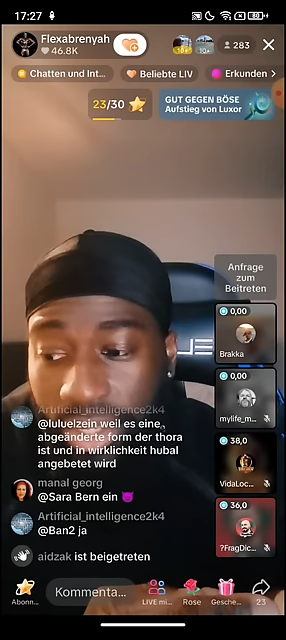 17:27
80
Flexabrenyah
46.8K
10+
10+
283
Chatten und Int...
Beliebte LIV
Erkunden
23/30
GUT GEGEN BÖSE
Aufstieg von Luxor
Anfrage
zum
Beitreten
0,00
Brakka
0,00
mylife_m...
38,0
VidaLoc...
36,0
?FragDic...
Artificial_intelligence2k4
@luluelzein weil es eine
abgeänderte form der thora
ist und in wirklichkeit hubal
angebetet wird
manal georg
@Sara Bern ein 😈
Artificial_intelligence2k4
@Ban2 ja
aidzak ist beigetreten
Abonn...
Kommenta...
LIVE mi...
Rose
Gesche...
23